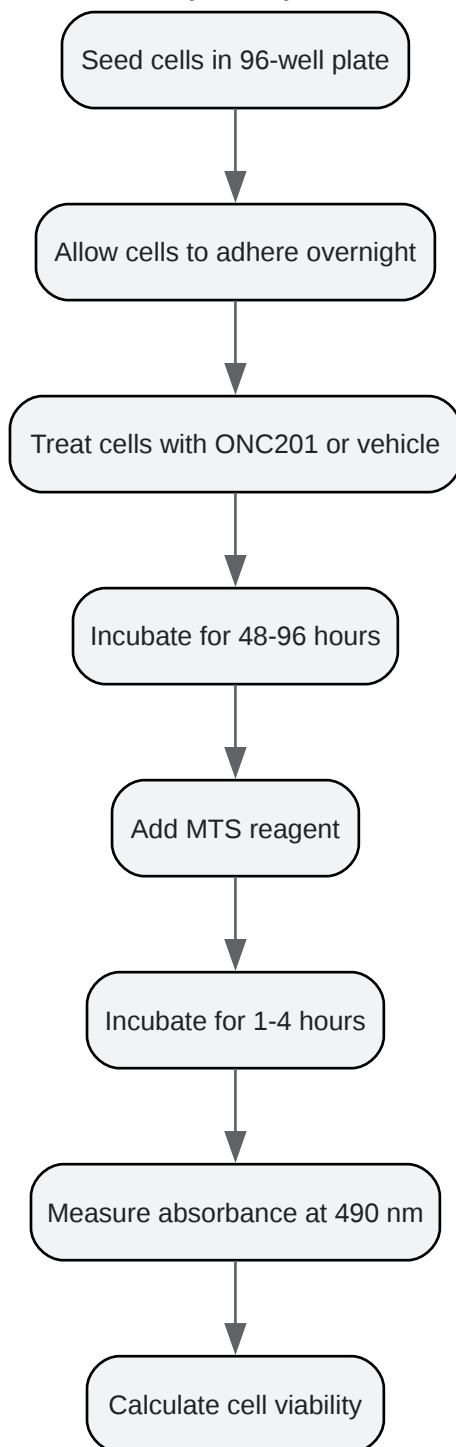 Seed cells in 96-well plate
Allow cells to adhere overnight
Treat cells with ONC201 or vehicle
Incubate for 48-96 hours
Add MTS reagent
Incubate for 1-4 hours
Measure absorbance at 490 nm
Calculate cell viability